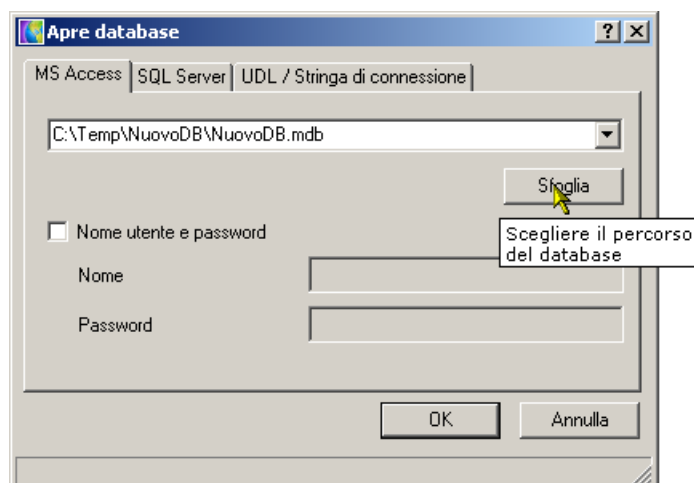 Apre database
MS Access SQL Server UDL / Stringa di connessione
C:\Temp\NuovoDB\NuovoDB.mdb
Sfoglia
Nome utente e password
Scegliere il percorso
del database
Nome
Password
OK Annulla